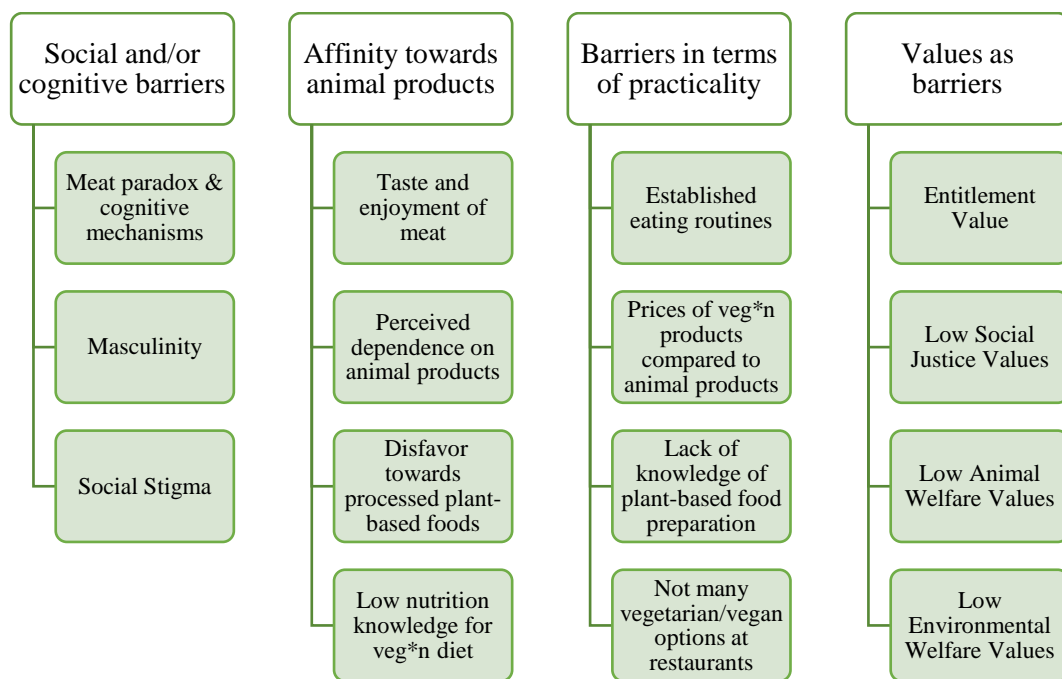 Social and/or
cognitive barriers
Meat paradox &
cognitive
mechanisms
Masculinity
Social Stigma
Affinity towards
animal products
Taste and
enjoyment of
meat
Perceived
dependence on
animal products
Disfavor
towards
processed plant-
based foods
Low nutrition
knowledge for
veg*n diet
Barriers in terms
of practicality
Established
eating routines
Prices of veg*n
products
compared to
animal products
Lack of
knowledge of
plant-based food
preparation
Not many
vegetarian/vegan
options at
restaurants
Values as
barriers
Entitlement
Value
Low Social
Justice Values
Low Animal
Welfare Values
Low
Environmental
Welfare Values